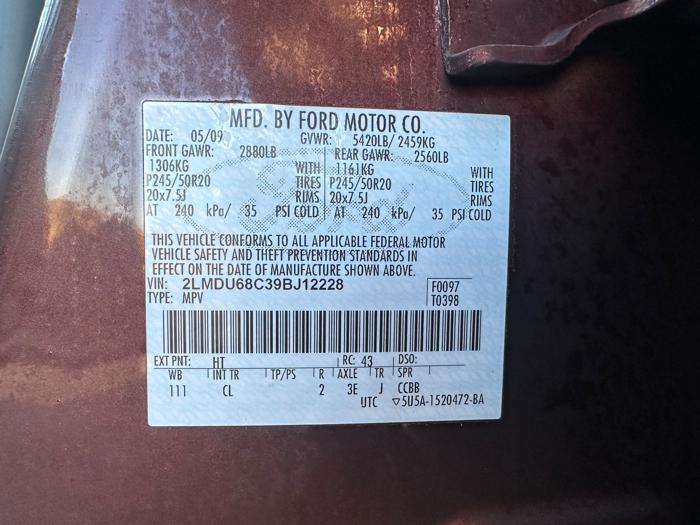 MFD. BY FORD MOTOR CO.
DATE: 05/09 GVWR: 5420LB/ 2459KG
FRONT GAWR: 2880LB REAR GAWR: 2560LB
1306KG WITH 1161KG WITH
P245/50R20 TIRES P245/50R20 TIRES
20x7.5J RIMS 20x7.5J RIMS
AT 240 kPa/ 35 PSI COLD AT 240 kPa/ 35 PSI COLD
THIS VEHICLE CONFORMS TO ALL APPLICABLE FEDERAL MOTOR
VEHICLE SAFETY AND THEFT PREVENTION STANDARDS IN
EFFECT ON THE DATE OF MANUFACTURE SHOWN ABOVE.
VIN: 2LMDU68C39BJ12228 F0097
TYPE: MPV T0398
EXT PNT: HT RC: 43 DSO:
WB INT TR TP/PS R AXLE TR SPR
111 CL 2 3E J CCBB
UTC ▽5U5A-1520472-BA